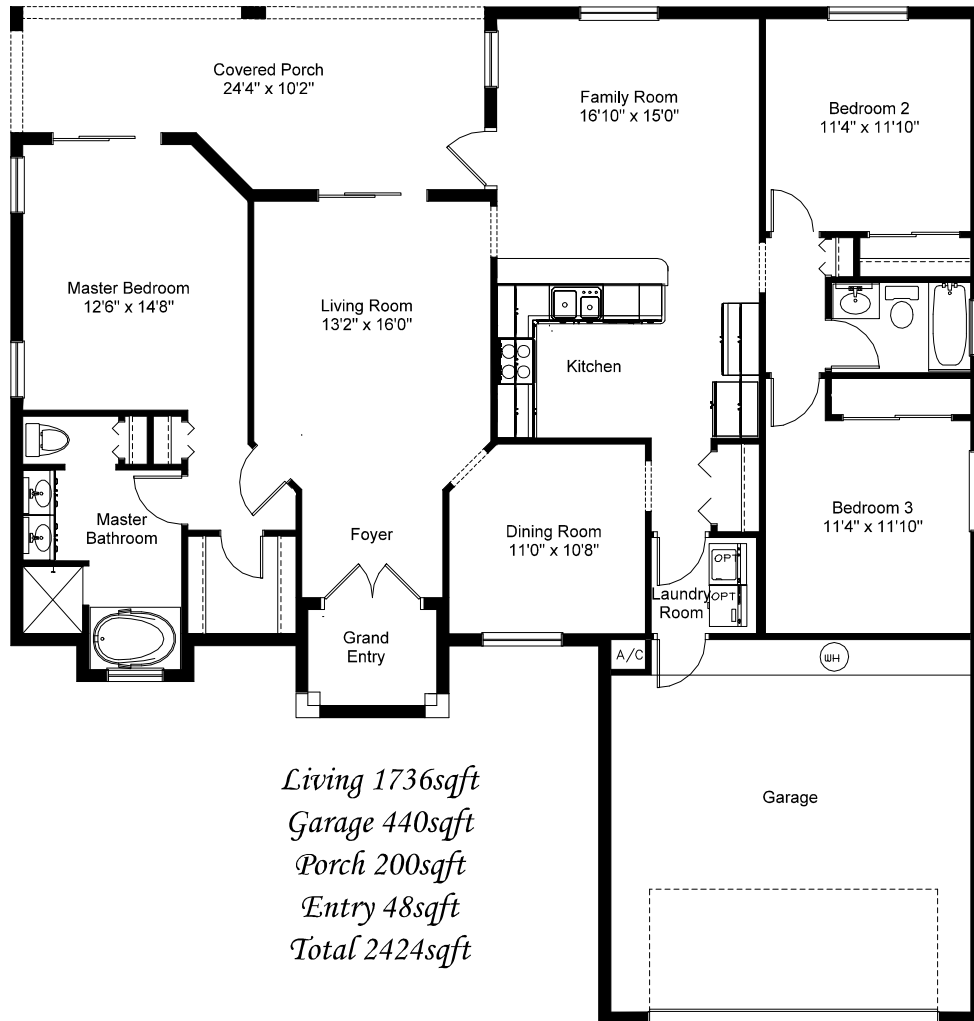 Covered Porch
24'4" x 10'2"
Family Room
16'10" x 15'0"
Bedroom 2
11'4" x 11'10"
Master Bedroom
12'6" x 14'8"
Living Room
13'2" x 16'0"
Kitchen
Master
Bathroom
Foyer
Dining Room
11'0" x 10'8"
Bedroom 3
11'4" x 11'10"
OPT
OPT
Laundry
Room
Grand
Entry
A/C
WH
Garage
Living 1736sqft
Garage 440sqft
Porch 200sqft
Entry 48sqft
Total 2424sqft